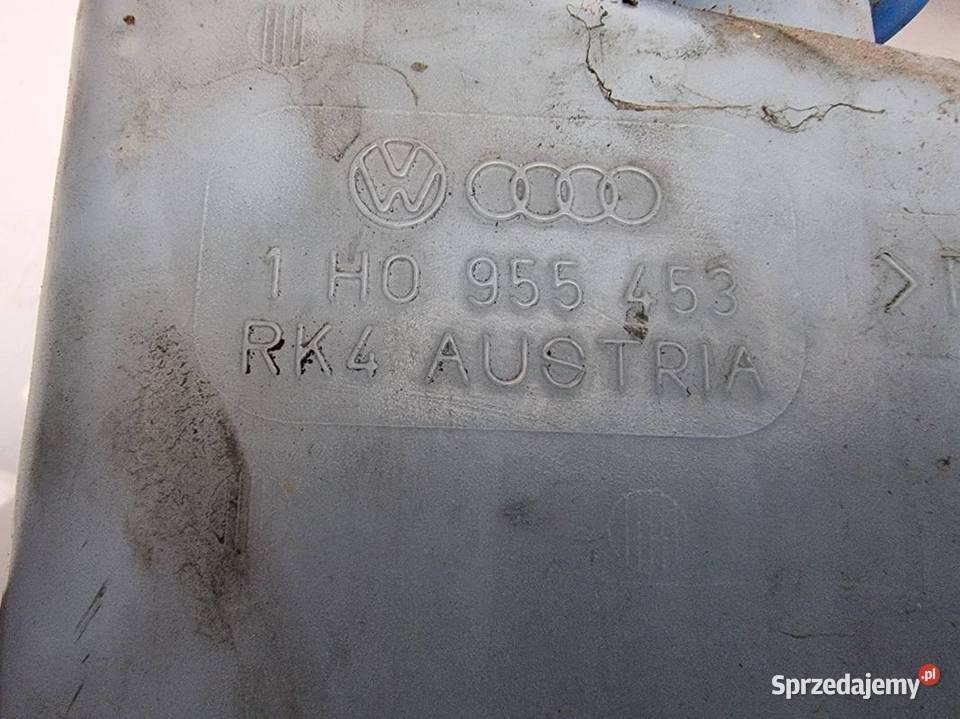 1 H0 955 453 >
RK4 AUSTRIA
Sprzedajemy.pl